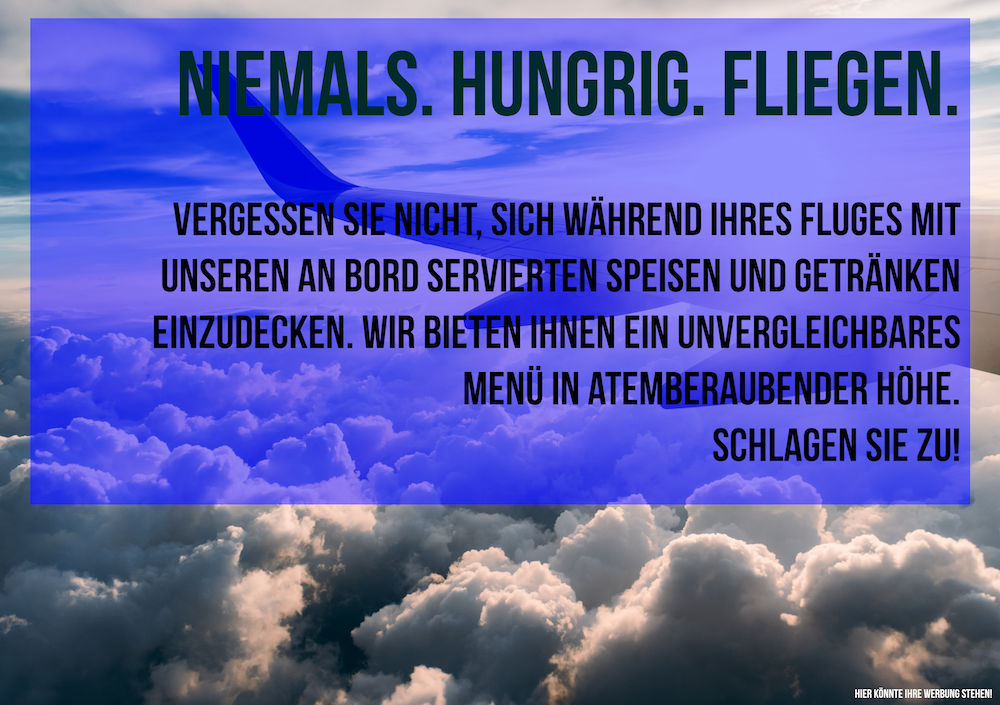 NIEMALS. HUNGRIG. FLIEGEN.
VERGESSEN SIE NICHT, SICH WÄHREND IHRES FLUGES MIT
UNSEREN AN BORD SERVIERTEN SPEISEN UND GETRÄNKEN
EINZUDECKEN. WIR BIETEN IHNEN EIN UNVERGLEICHBARES
MENÜ IN ATEMBERAUBENDER HÖHE.
SCHLAGEN SIE ZU!
HIER KÖNNTE IHRE WERBUNG STEHEN!